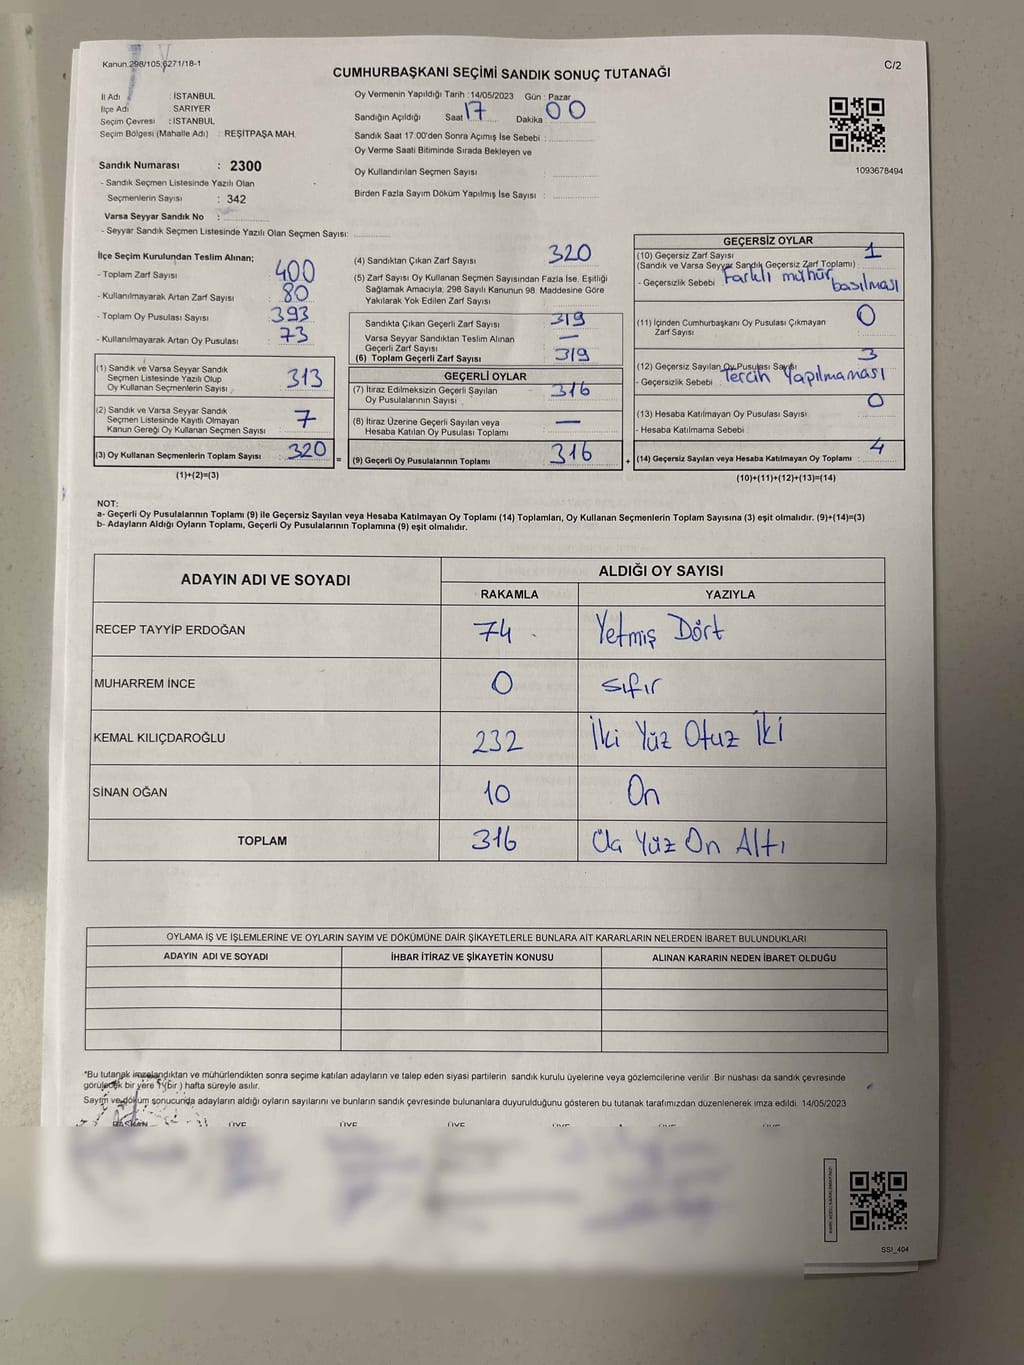 Kanun.298/105,6271/18-1
C/2
CUMHURBAŞKANI SEÇİMİ SANDIK SONUÇ TUTANAĞI
İl Adı : İSTANBUL
İlçe Adı : SARIYER
Seçim Çevresi : İSTANBUL
Seçim Bölgesi (Mahalle Adı) : REŞİTPAŞA MAH.
Sandık Numarası : 2300
- Sandık Seçmen Listesinde Yazılı Olan
Seçmenlerin Sayısı : 342
Varsa Seyyar Sandık No :
- Seyyar Sandık Seçmen Listesinde Yazılı Olan Seçmen Sayısı:
Oy Vermenin Yapıldığı Tarih :14/05/2023 Gün : Pazar
Sandığın Açıldığı Saat 17 Dakika 00
Sandık Saat 17:00'den Sonra Açımış İse Sebebi :
Oy Verme Saati Bitiminde Sırada Bekleyen ve
Oy Kullandırılan Seçmen Sayısı :
Birden Fazla Sayım Döküm Yapılmış İse Sayısı :
1093678494
İlçe Seçim Kurulundan Teslim Alınan;
- Toplam Zarf Sayısı 400
- Kullanılmayarak Artan Zarf Sayısı 80
- Toplam Oy Pusulası Sayısı 393
- Kullanılmayarak Artan Oy Pusulası 73
(1) Sandık ve Varsa Seyyar Sandık
Seçmen Listesinde Yazılı Olup
Oy Kullanan Seçmenlerin Sayısı 313
(2) Sandık ve Varsa Seyyar Sandık
Seçmen Listesinde Kayıtlı Olmayan
Kanun Gereği Oy Kullanan Seçmen Sayısı 7
(3) Oy Kullanan Seçmenlerin Toplam Sayısı 320 =
(1)+(2)=(3)
(4) Sandıktan Çıkan Zarf Sayısı 320
(5) Zarf Sayısı Oy Kullanan Seçmen Sayısından Fazla İse, Eşitliği
Sağlamak Amacıyla; 298 Sayılı Kanunun 98. Maddesine Göre
Yakılarak Yok Edilen Zarf Sayısı
Sandıkta Çıkan Geçerli Zarf Sayısı 319
Varsa Seyyar Sandıktan Teslim Alınan
Geçerli Zarf Sayısı —
(6) Toplam Geçerli Zarf Sayısı 319
GEÇERLİ OYLAR
(7) İtiraz Edilmeksizin Geçerli Sayılan
Oy Pusulalarının Sayısı 316
(8) İtiraz Üzerine Geçerli Sayılan veya
Hesaba Katılan Oy Pusulası Toplamı —
(9) Geçerli Oy Pusulalarının Toplamı 316 +
GEÇERSİZ OYLAR
(10) Geçersiz Zarf Sayısı 1
(Sandık ve Varsa Seyyar Sandık Geçersiz Zarf Toplamı)
- Geçersizlik Sebebi : Farklı mühür basılması
(11) İçinden Cumhurbaşkanı Oy Pusulası Çıkmayan
Zarf Sayısı 0
(12) Geçersiz Sayılan Oy Pusulası Sayısı 3
- Geçersizlik Sebebi : Tercih Yapılmaması
(13) Hesaba Katılmayan Oy Pusulası Sayısı 0
- Hesaba Katılmama Sebebi
(14) Geçersiz Sayılan veya Hesaba Katılmayan Oy Toplamı : 4
(10)+(11)+(12)+(13)=(14)
NOT:
a- Geçerli Oy Pusulalarının Toplamı (9) ile Geçersiz Sayılan veya Hesaba Katılmayan Oy Toplamı (14) Toplamları, Oy Kullanan Seçmenlerin Toplam Sayısına (3) eşit olmalıdır. (9)+(14)=(3)
b- Adayların Aldığı Oyların Toplamı, Geçerli Oy Pusulalarının Toplamına (9) eşit olmalıdır.
ADAYIN ADI VE SOYADI
ALDIĞI OY SAYISI
RAKAMLA YAZIYLA
RECEP TAYYİP ERDOĞAN 74 Yetmiş Dört
MUHARREM İNCE 0 sıfır
KEMAL KILIÇDAROĞLU 232 İki Yüz Otuz İki
SİNAN OĞAN 10 On
TOPLAM 316 Üç Yüz On Altı
OYLAMA İŞ VE İŞLEMLERİNE VE OYLARIN SAYIM VE DÖKÜMÜNE DAİR ŞİKAYETLERLE BUNLARA AİT KARARLARIN NELERDEN İBARET BULUNDUKLARI
ADAYIN ADI VE SOYADI İHBAR İTİRAZ VE ŞİKAYETİN KONUSU ALINAN KARARIN NEDEN İBARET OLDUĞU
*Bu tutanak imzalandıktan ve mühürlendikten sonra seçime katılan adayların ve talep eden siyasi partilerin sandık kurulu üyelerine veya gözlemcilerine verilir. Bir nüshası da sandık çevresinde
görülecek bir yere 1 (bir) hafta süreyle asılır.
Sayım ve döküm sonucunda adayların aldığı oyların sayılarını ve bunların sandık çevresinde bulunanlara duyurulduğunu gösteren bu tutanak tarafımızdan düzenlenerek imza edildi. 14/05/2023
BAŞKAN ÜYE ÜYE ÜYE ÜYE ÜYE
SSI_404